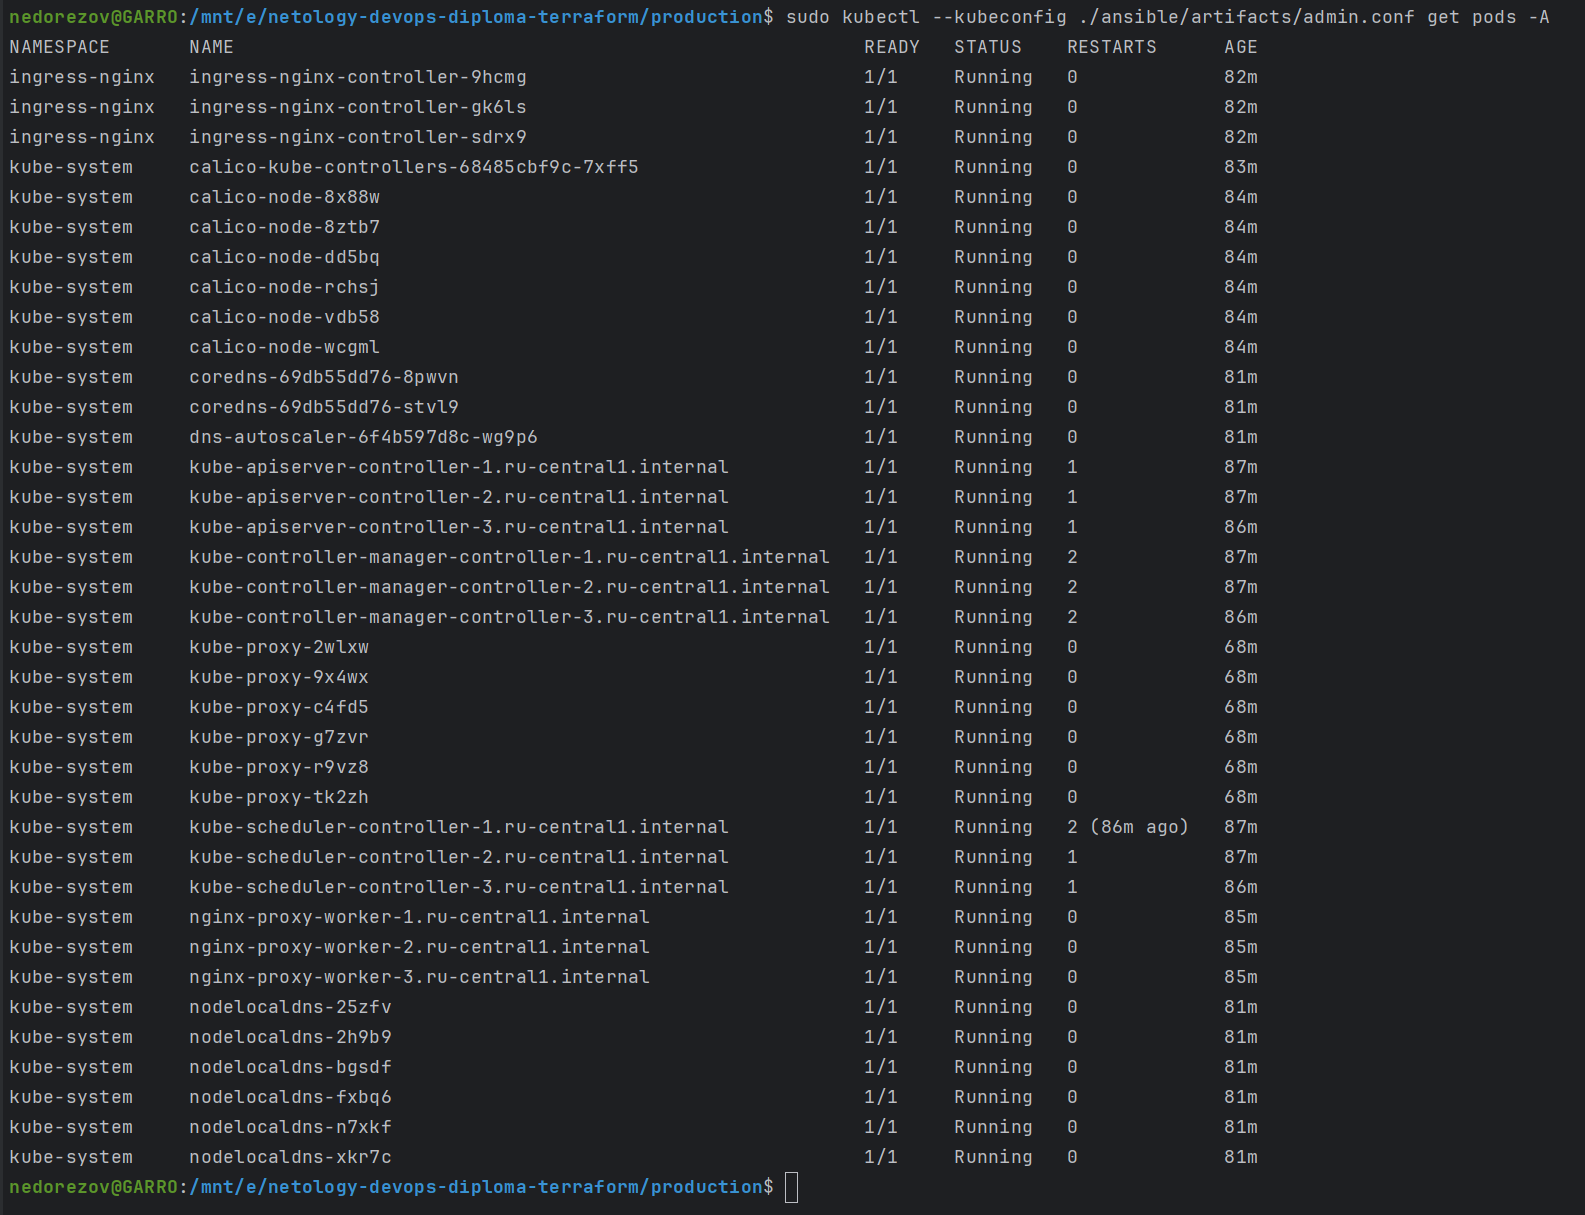 nedorezov@GARRO:/mnt/e/netology-devops-diploma-terraform/production$ sudo kubectl --kubeconfig ./ansible/artifacts/admin.conf get pods -A
NAMESPACE NAME READY STATUS RESTARTS AGE
ingress-nginx ingress-nginx-controller-9hcmg 1/1 Running 0 82m
ingress-nginx ingress-nginx-controller-gk6ls 1/1 Running 0 82m
ingress-nginx ingress-nginx-controller-sdrx9 1/1 Running 0 82m
kube-system calico-kube-controllers-68485cbf9c-7xff5 1/1 Running 0 83m
kube-system calico-node-8x88w 1/1 Running 0 84m
kube-system calico-node-8ztb7 1/1 Running 0 84m
kube-system calico-node-dd5bq 1/1 Running 0 84m
kube-system calico-node-rchsj 1/1 Running 0 84m
kube-system calico-node-vdb58 1/1 Running 0 84m
kube-system calico-node-wcgml 1/1 Running 0 84m
kube-system coredns-69db55dd76-8pwvn 1/1 Running 0 81m
kube-system coredns-69db55dd76-stvl9 1/1 Running 0 81m
kube-system dns-autoscaler-6f4b597d8c-wg9p6 1/1 Running 0 81m
kube-system kube-apiserver-controller-1.ru-central1.internal 1/1 Running 1 87m
kube-system kube-apiserver-controller-2.ru-central1.internal 1/1 Running 1 87m
kube-system kube-apiserver-controller-3.ru-central1.internal 1/1 Running 1 86m
kube-system kube-controller-manager-controller-1.ru-central1.internal 1/1 Running 2 87m
kube-system kube-controller-manager-controller-2.ru-central1.internal 1/1 Running 2 87m
kube-system kube-controller-manager-controller-3.ru-central1.internal 1/1 Running 2 86m
kube-system kube-proxy-2wlxw 1/1 Running 0 68m
kube-system kube-proxy-9x4wx 1/1 Running 0 68m
kube-system kube-proxy-c4fd5 1/1 Running 0 68m
kube-system kube-proxy-g7zvr 1/1 Running 0 68m
kube-system kube-proxy-r9vz8 1/1 Running 0 68m
kube-system kube-proxy-tk2zh 1/1 Running 0 68m
kube-system kube-scheduler-controller-1.ru-central1.internal 1/1 Running 2 (86m ago) 87m
kube-system kube-scheduler-controller-2.ru-central1.internal 1/1 Running 1 87m
kube-system kube-scheduler-controller-3.ru-central1.internal 1/1 Running 1 86m
kube-system nginx-proxy-worker-1.ru-central1.internal 1/1 Running 0 85m
kube-system nginx-proxy-worker-2.ru-central1.internal 1/1 Running 0 85m
kube-system nginx-proxy-worker-3.ru-central1.internal 1/1 Running 0 85m
kube-system nodelocaldns-25zfv 1/1 Running 0 81m
kube-system nodelocaldns-2h9b9 1/1 Running 0 81m
kube-system nodelocaldns-bgsdf 1/1 Running 0 81m
kube-system nodelocaldns-fxbq6 1/1 Running 0 81m
kube-system nodelocaldns-n7xkf 1/1 Running 0 81m
kube-system nodelocaldns-xkr7c 1/1 Running 0 81m
nedorezov@GARRO:/mnt/e/netology-devops-diploma-terraform/production$